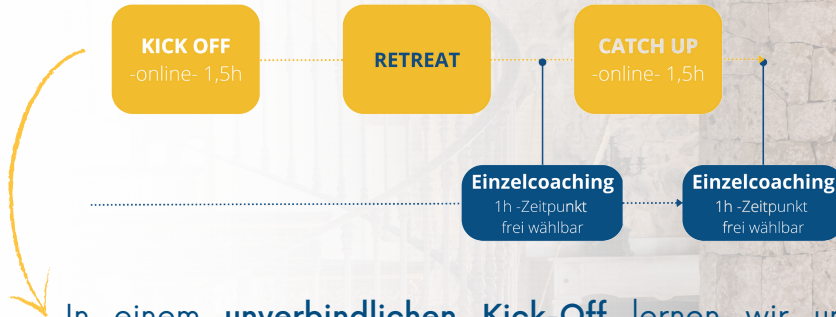 KICK OFF
-online- 1,5h
RETREAT
CATCH UP
-online- 1,5h
Einzelcoaching
1h -Zeitpunkt
frei wählbar
Einzelcoaching
1h -Zeitpunkt
frei wählbar
In einem unverbindlichen Kick-Off lernen wir